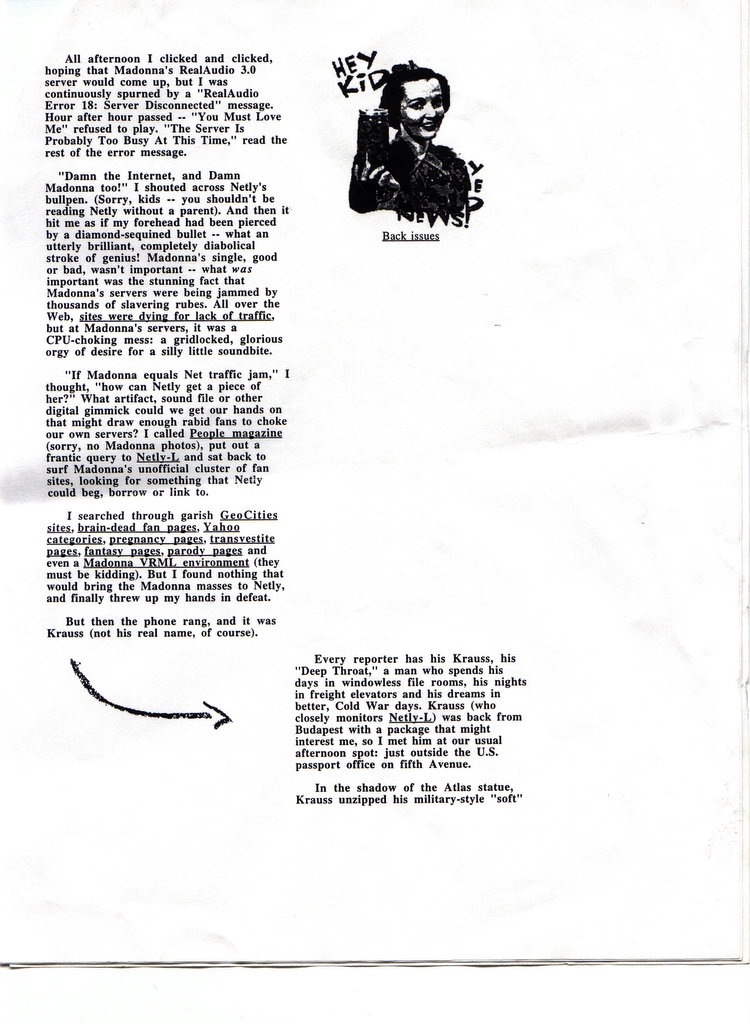 All afternoon I clicked and clicked,
hoping that Madonna's RealAudio 3.0
server would come up, but I was
continuously spurned by a "RealAudio
Error 18: Server Disconnected" message.
Hour after hour passed -- "You Must Love
Me" refused to play. "The Server Is
Probably Too Busy At This Time," read the
rest of the error message.
"Damn the Internet, and Damn
Madonna too!" I shouted across Netly's
bullpen. (Sorry, kids -- you shouldn't be
reading Netly without a parent). And then it
hit me as if my forehead had been pierced
by a diamond-sequined bullet -- what an
utterly brilliant, completely diabolical
stroke of genius! Madonna's single, good
or bad, wasn't important -- what was
important was the stunning fact that
Madonna's servers were being jammed by
thousands of slavering rubes. All over the
Web, sites were dying for lack of traffic,
but at Madonna's servers, it was a
CPU-choking mess: a gridlocked, glorious
orgy of desire for a silly little soundbite.
"If Madonna equals Net traffic jam," I
thought, "how can Netly get a piece of
her?" What artifact, sound file or other
digital gimmick could we get our hands on
that might draw enough rabid fans to choke
our own servers? I called People magazine
(sorry, no Madonna photos), put out a
frantic query to Netly-L and sat back to
surf Madonna's unofficial cluster of fan
sites, looking for something that Netly
could beg, borrow or link to.
I searched through garish GeoCities
sites, brain-dead fan pages, Yahoo
categories, pregnancy pages, transvestite
pages, fantasy pages, parody pages and
even a Madonna VRML environment (they
must be kidding). But I found nothing that
would bring the Madonna masses to Netly,
and finally threw up my hands in defeat.
But then the phone rang, and it was
Krauss (not his real name, of course).
HEY
KID
YE
D
NEWS!
Back issues
Every reporter has his Krauss, his
"Deep Throat," a man who spends his
days in windowless file rooms, his nights
in freight elevators and his dreams in
better, Cold War days. Krauss (who
closely monitors Netly-L) was back from
Budapest with a package that might
interest me, so I met him at our usual
afternoon spot: just outside the U.S.
passport office on fifth Avenue.
In the shadow of the Atlas statue,
Krauss unzipped his military-style "soft"